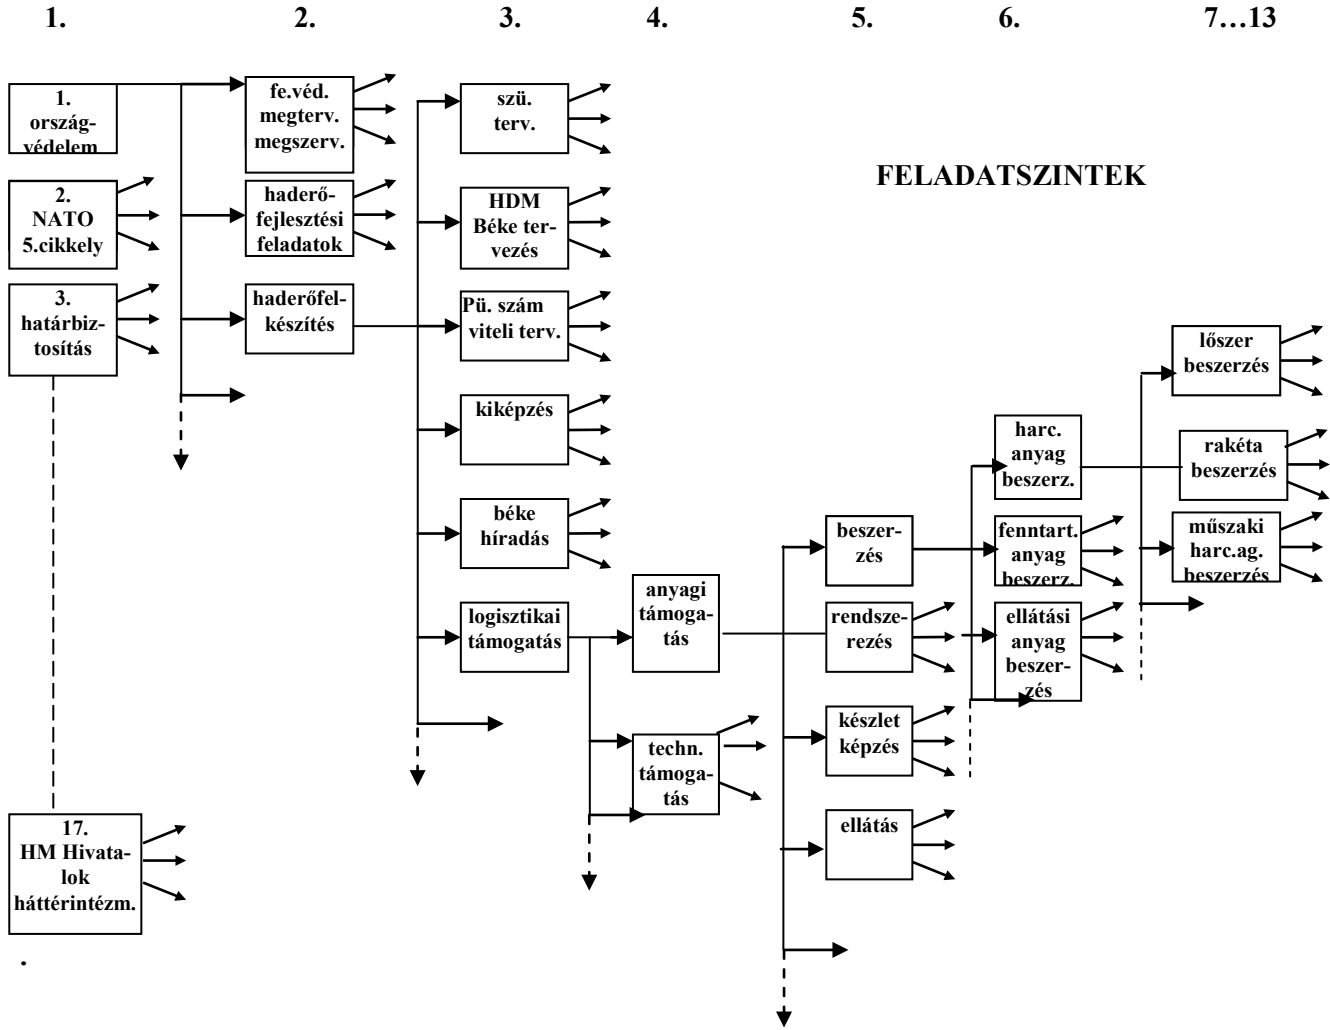 1. 2. 3. 4. 5. 6. 7…13
FELADATSZINTEK
1.
ország-
védelem
2.
NATO
5.cikkely
3.
határbiz-
tosítás
17.
HM Hivata-
lok
háttérintézm.
.
fe.véd.
megterv.
megszerv.
haderő-
fejlesztési
feladatok
haderőfel-
készítés
szü.
terv.
HDM
Béke ter-
vezés
Pü. szám
viteli terv.
kiképzés
béke
híradás
logisztikai
támogatás
anyagi
támoga-
tás
techn.
támoga-
tás
beszer-
zés
rendsze-
rezés
készlet
képzés
ellátás
harc.
anyag
beszerz.
fenntart.
anyag
beszerz.
ellátási
anyag
beszer-
zés
lőszer
beszerzés
rakéta
beszerzés
műszaki
harc.ag.
beszerzés